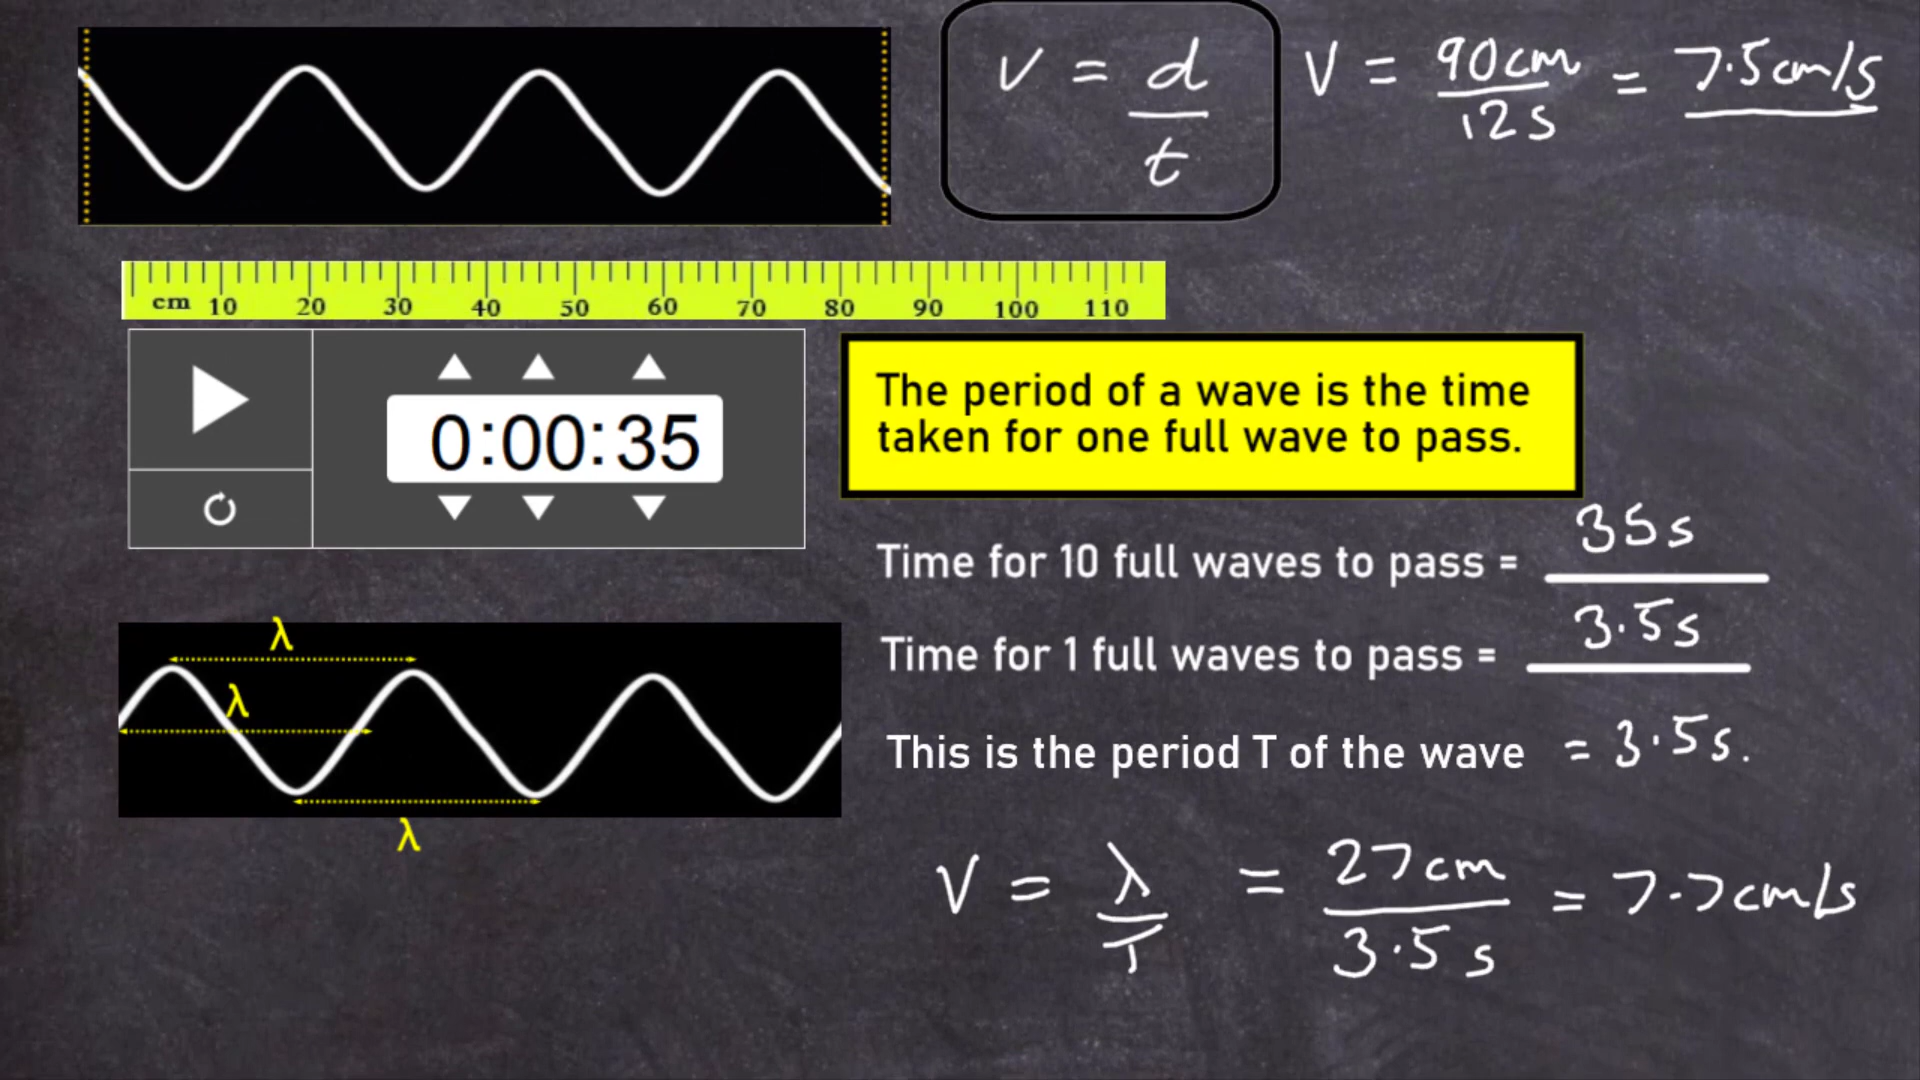 v = d/t
V = 90cm/12s = 7.5cm/s
cm 10 20 30 40 50 60 70 80 90 100 110
0:00:35
The period of a wave is the time
taken for one full wave to pass.
Time for 10 full waves to pass = 35s
Time for 1 full waves to pass = 3.5s
This is the period T of the wave = 3.5s.
λ
λ
λ
V = λ/T = 27cm/3.5s = 7.7cm/s